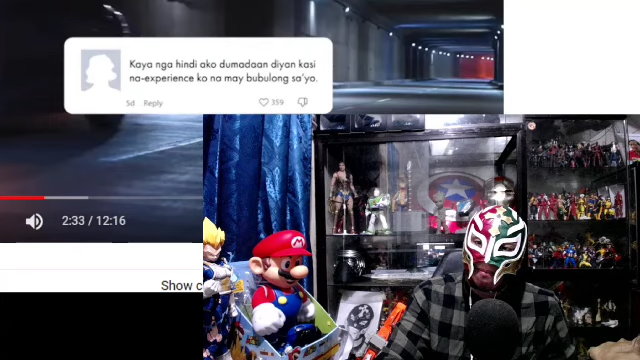 Kaya nga hindi ako dumadaan diyan kasi
na-experience ko na may bubulong sa'yo.
5d Reply 359
2:33 / 12:16
Show c